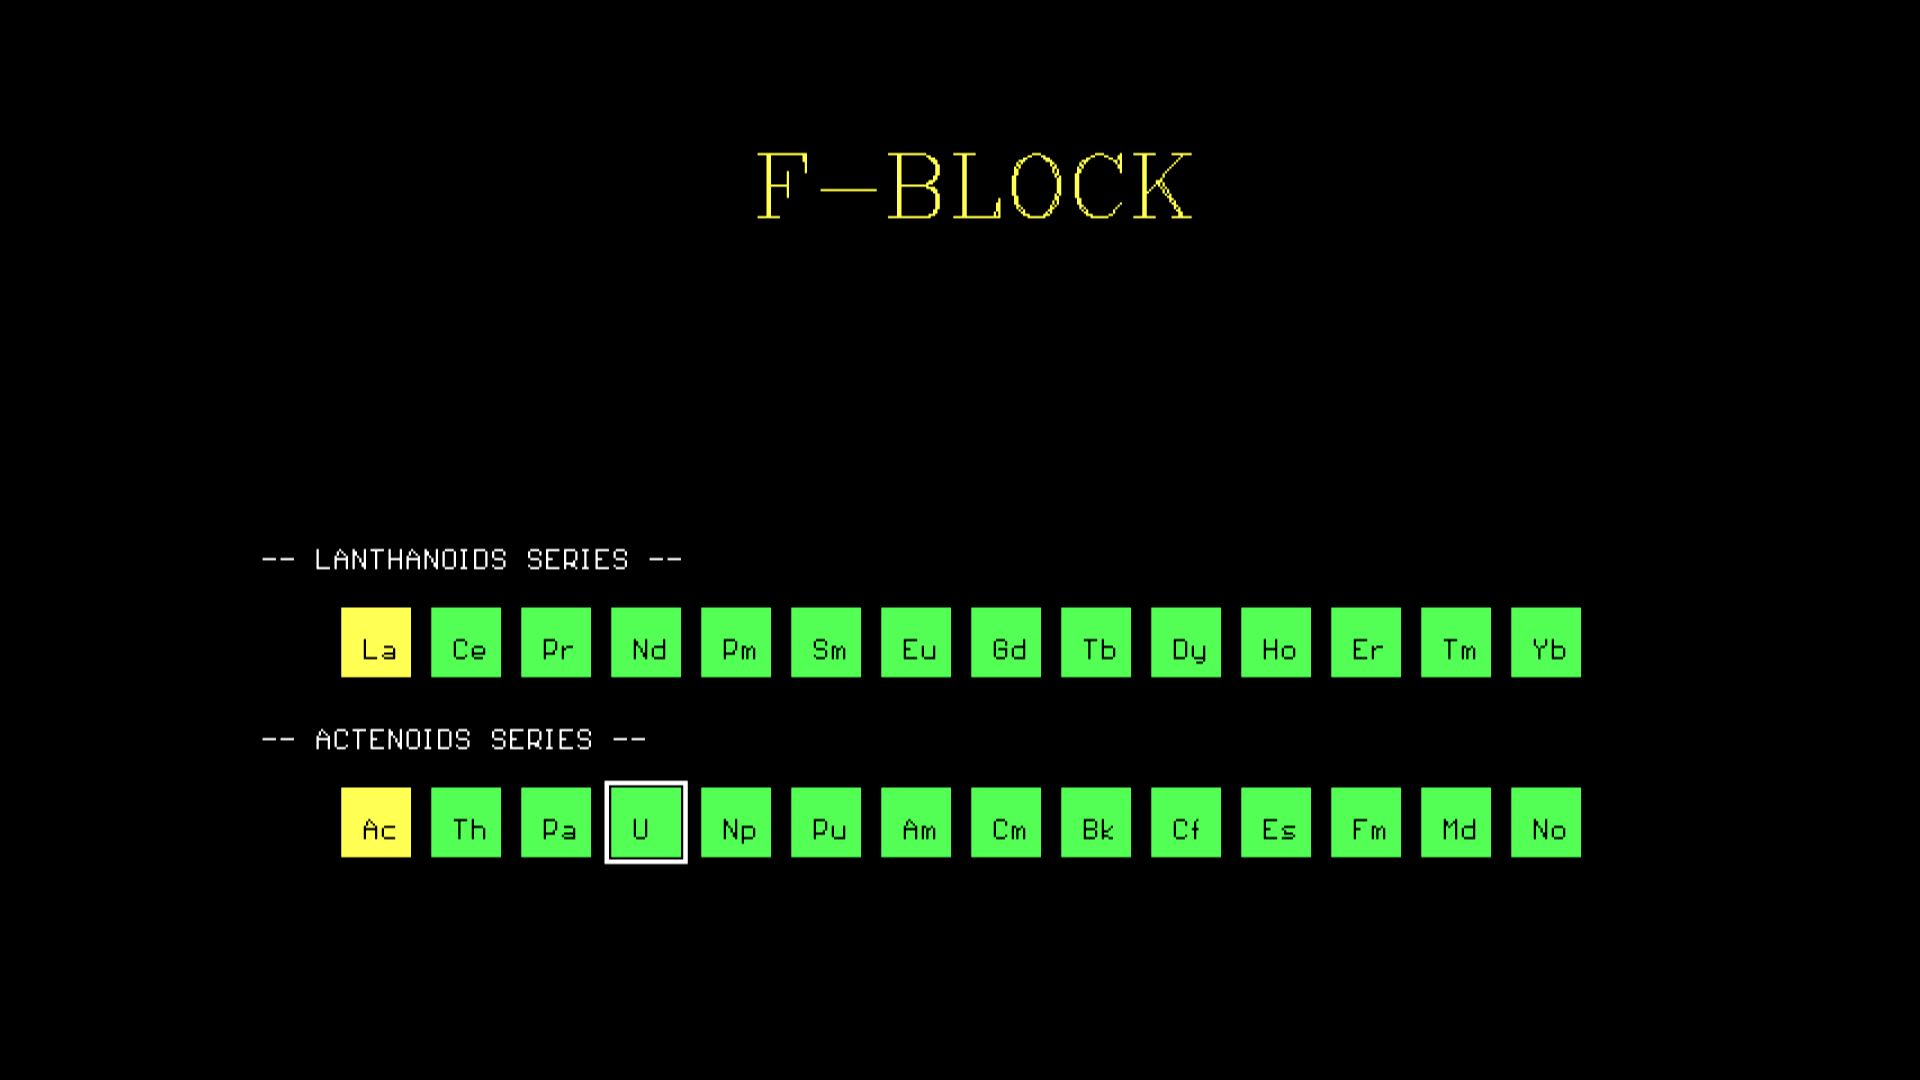 F-BLOCK
-- LANTHANOIDS SERIES --
La Ce Pr Nd Pm Sm Eu Gd Tb Dy Ho Er Tm Yb
-- ACTENOIDS SERIES --
Ac Th Pa U Np Pu Am Cm Bk Cf Es Fm Md No